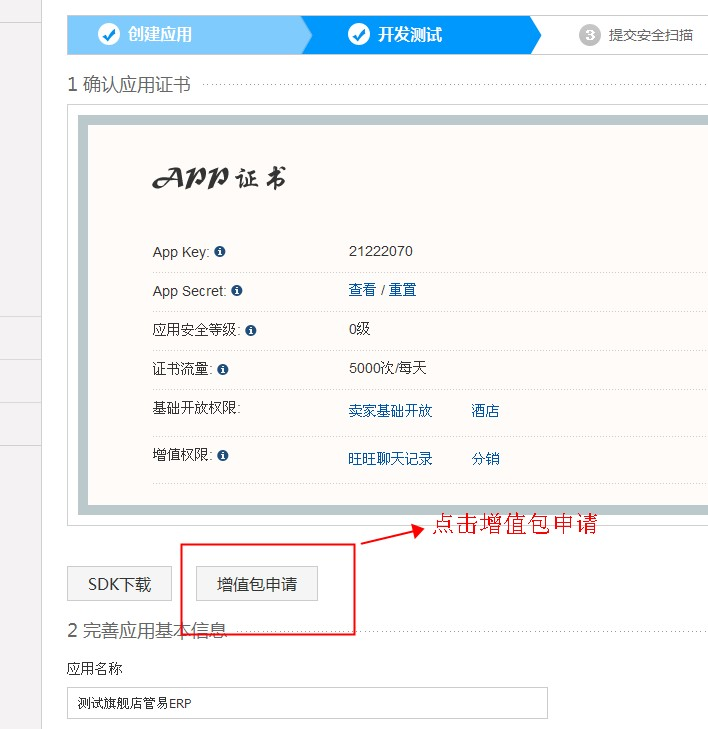 创建应用 开发测试 3 提交安全扫描
1 确认应用证书
APP 证书
App Key: 21222070
App Secret: 查看 / 重置
应用安全等级: 0级
证书流量: 5000次/每天
基础开放权限: 卖家基础开放 酒店
增值权限: 旺旺聊天记录 分销
点击增值包申请
SDK下载 增值包申请
2 完善应用基本信息
应用名称
测试旗舰店管易ERP